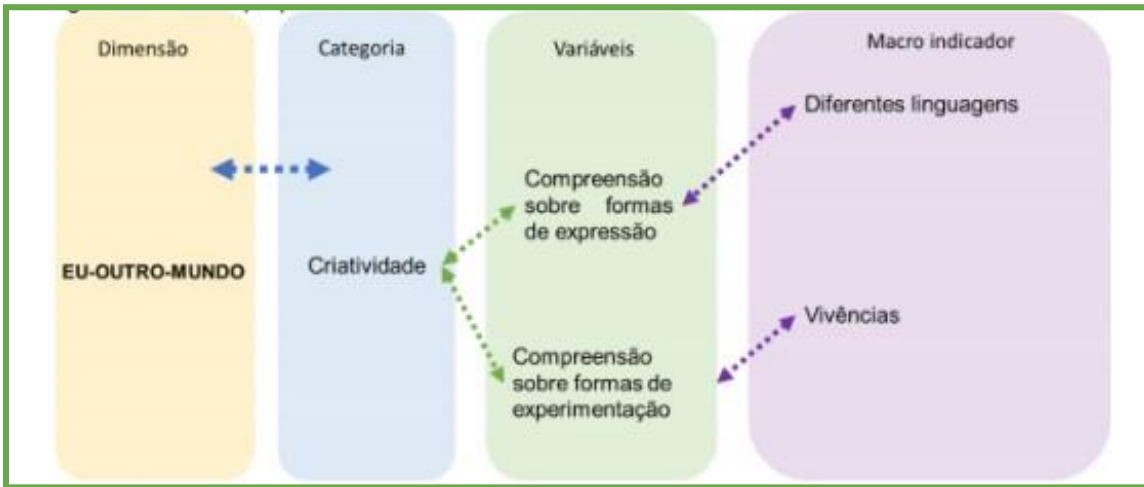 Dimensão
Categoria
Variáveis
Macro indicador
Diferentes linguagens
Compreensão
sobre formas
de expressão
EU-OUTRO-MUNDO
Criatividade
Vivências
Compreensão
sobre formas de
experimentação